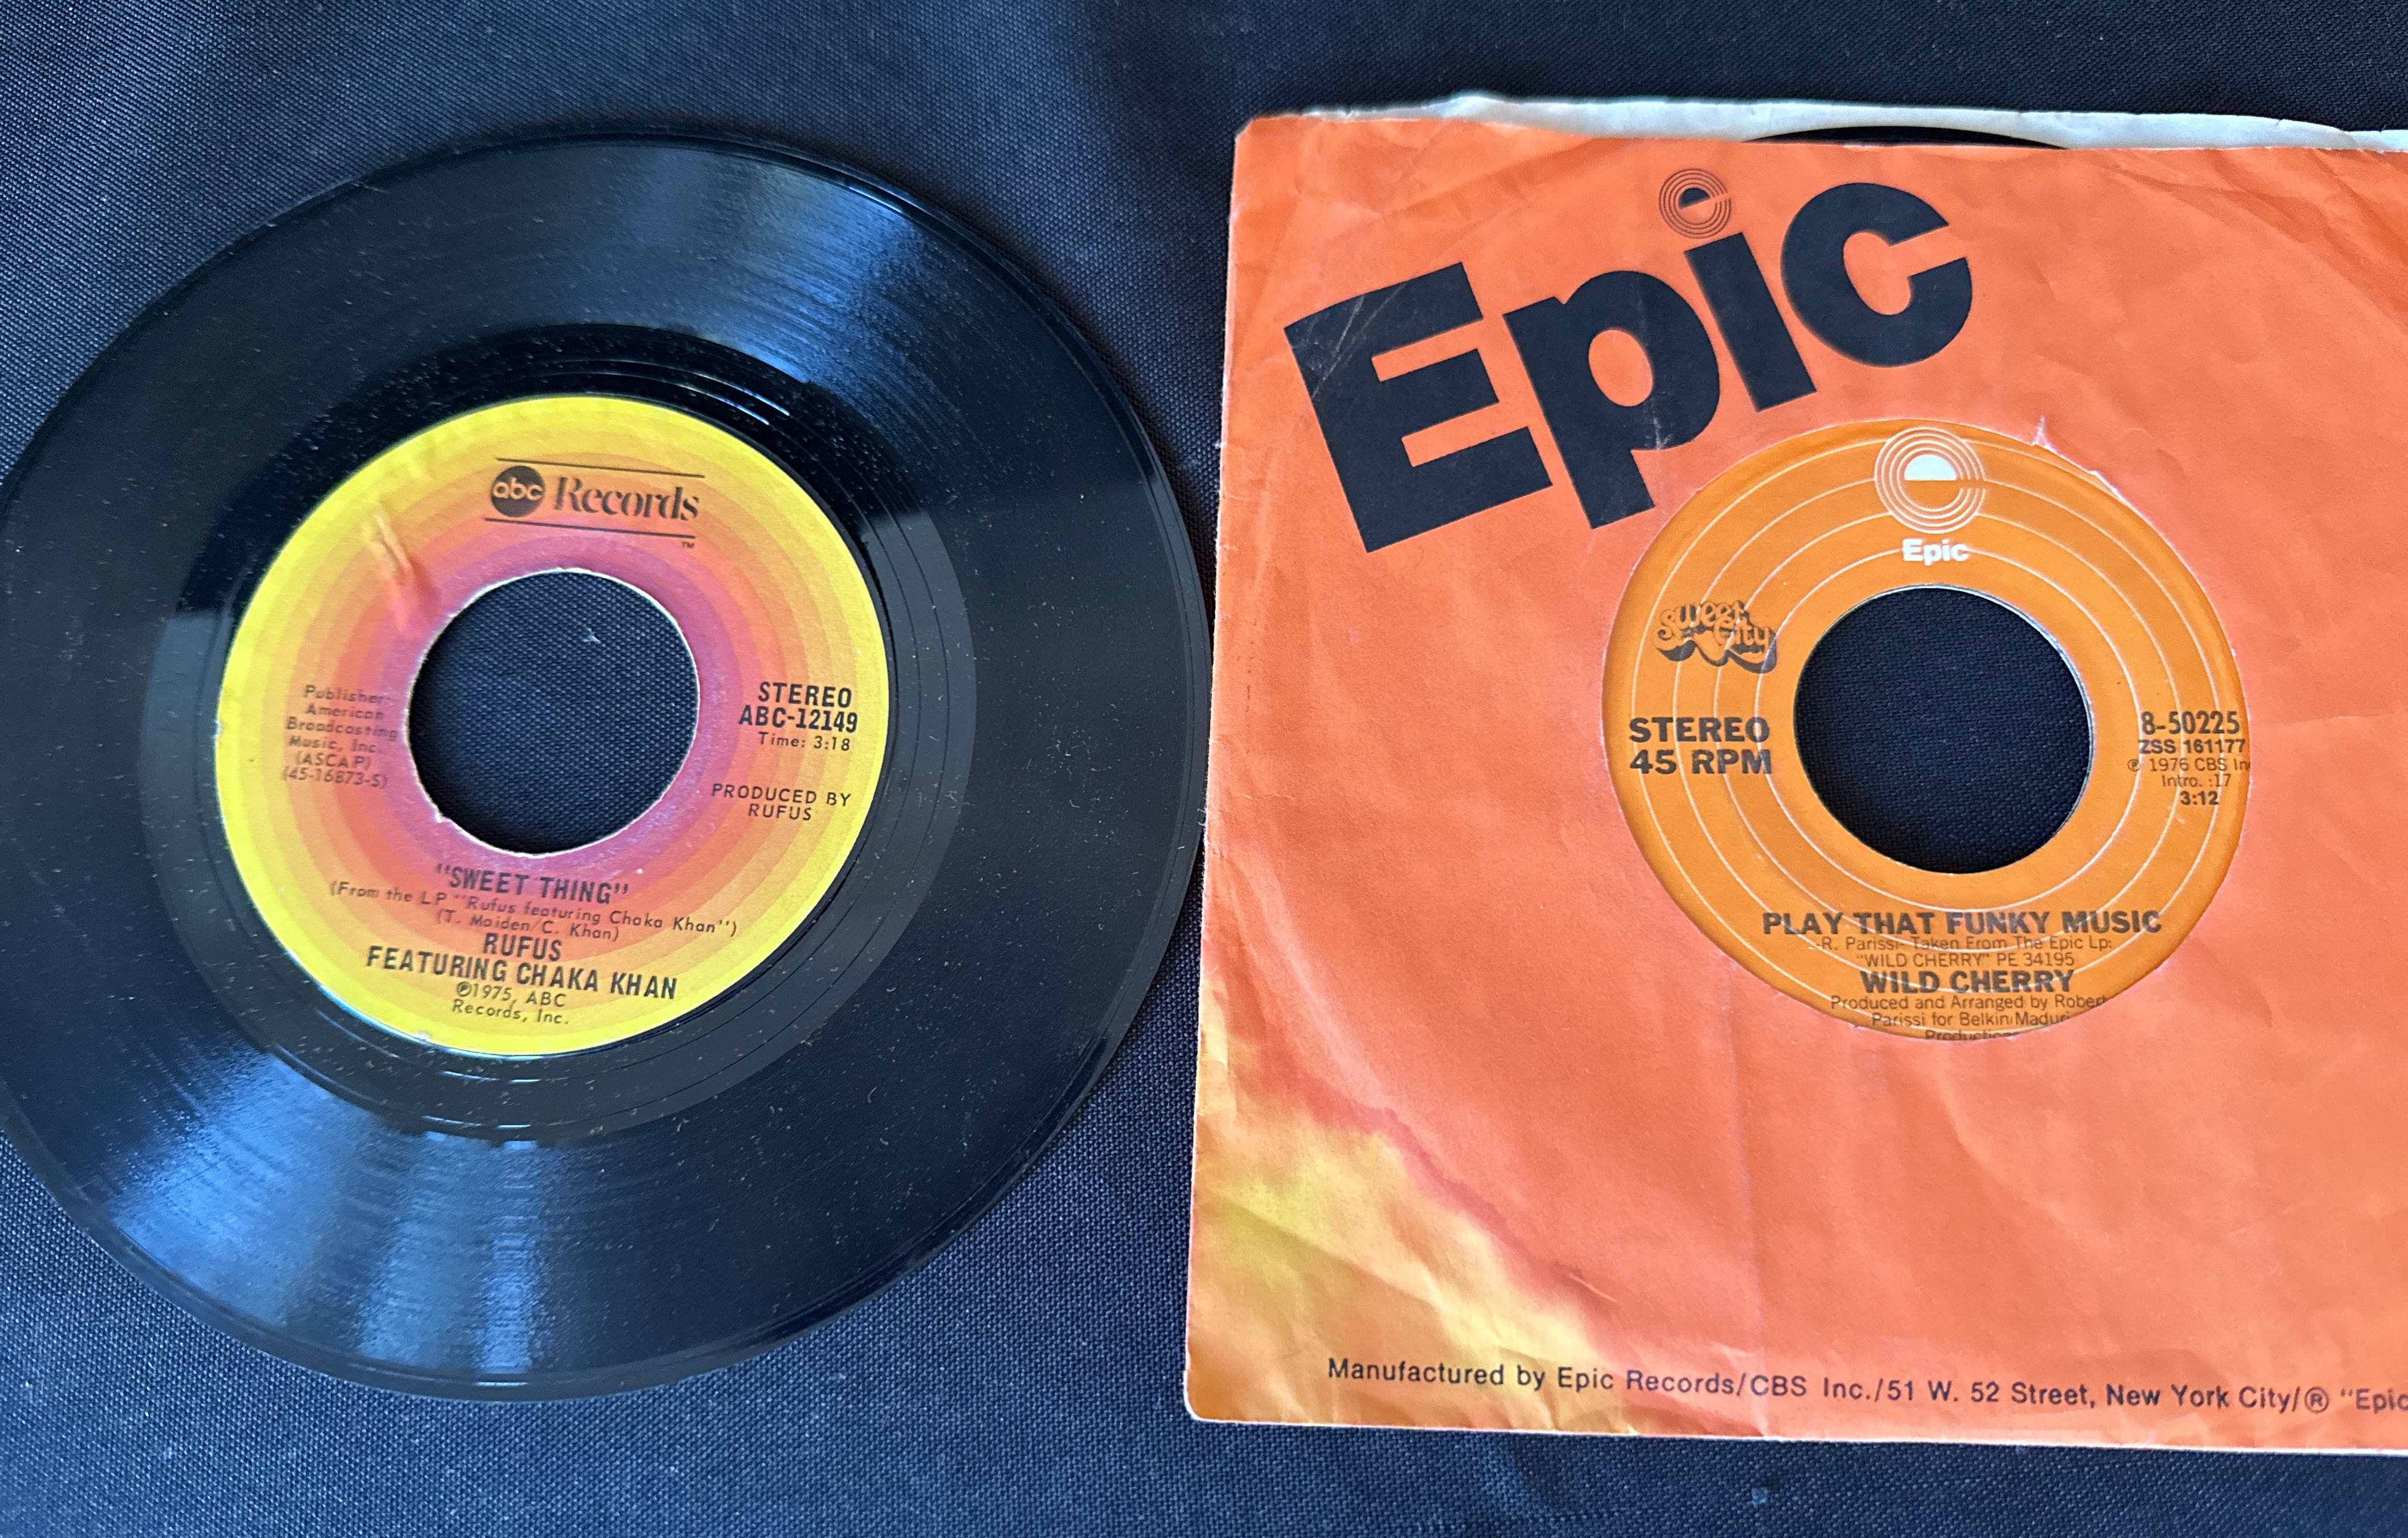 abc Records
TM
Publisher-
American
Broadcasting
Music, Inc.
(ASCAP)
(45-16873-S)
STEREO
ABC-12149
Time: 3:18
PRODUCED BY
RUFUS
"SWEET THING"
(From the LP "Rufus featuring Chaka Khan")
(T. Maiden/C. Khan)
RUFUS
FEATURING CHAKA KHAN
℗1975, ABC
Records, Inc.
e
Epic
e
Epic
Sweet
City
STEREO
45 RPM
8-50225
ZSS 161177
℗ 1976 CBS In
Intro. :17
3:12
PLAY THAT FUNKY MUSIC
-R. Parissi- Taken From The Epic Lp:
"WILD CHERRY" PE 34195
WILD CHERRY
Produced and Arranged by Robert
Parissi for Belkin/Maduri
Productions
Manufactured by Epic Records/CBS Inc./51 W. 52 Street, New York City/® "Epic